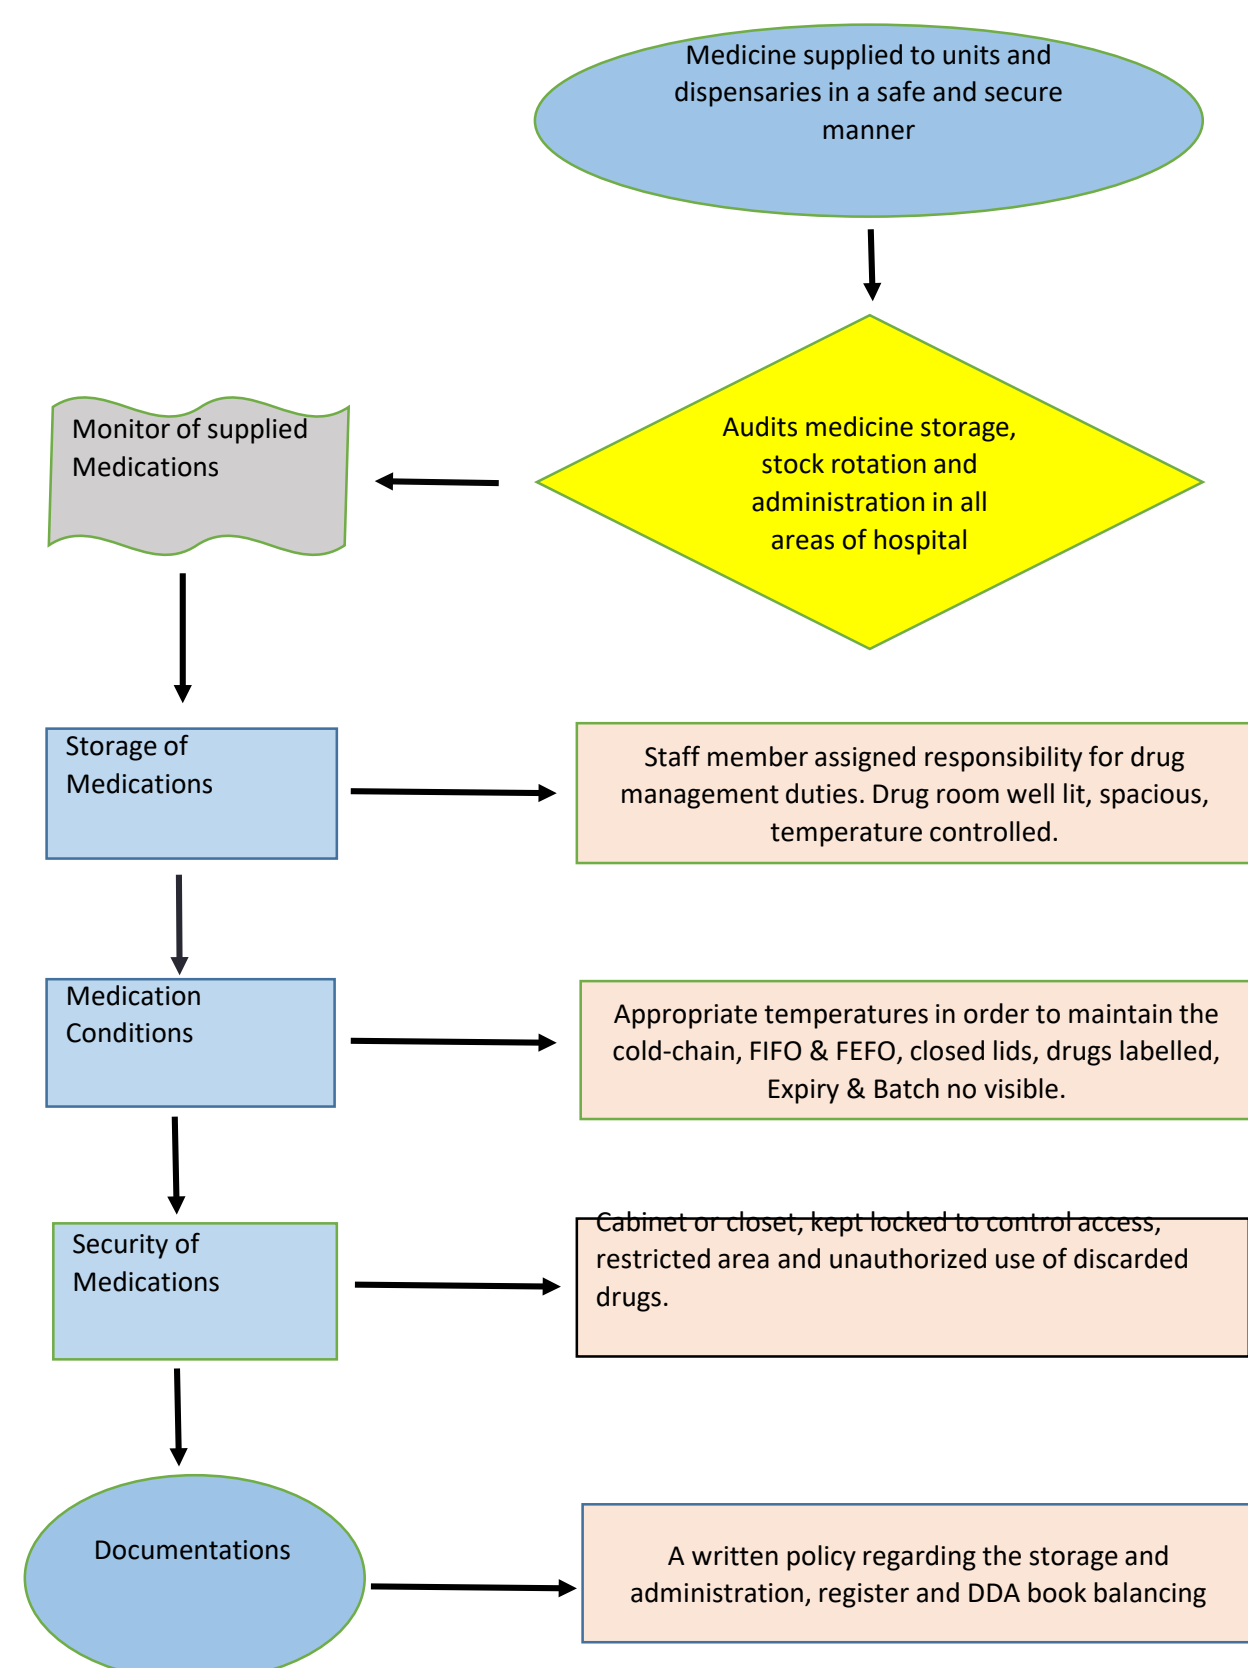 Medicine supplied to units and
dispensaries in a safe and secure
manner
Audits medicine storage,
stock rotation and
administration in all
areas of hospital
Monitor of supplied
Medications
Storage of
Medications
Staff member assigned responsibility for drug
management duties. Drug room well lit, spacious,
temperature controlled.
Medication
Conditions
Appropriate temperatures in order to maintain the
cold-chain, FIFO & FEFO, closed lids, drugs labelled,
Expiry & Batch no visible.
Security of
Medications
Cabinet or closet, kept locked to control access,
restricted area and unauthorized use of discarded
drugs.
Documentations
A written policy regarding the storage and
administration, register and DDA book balancing